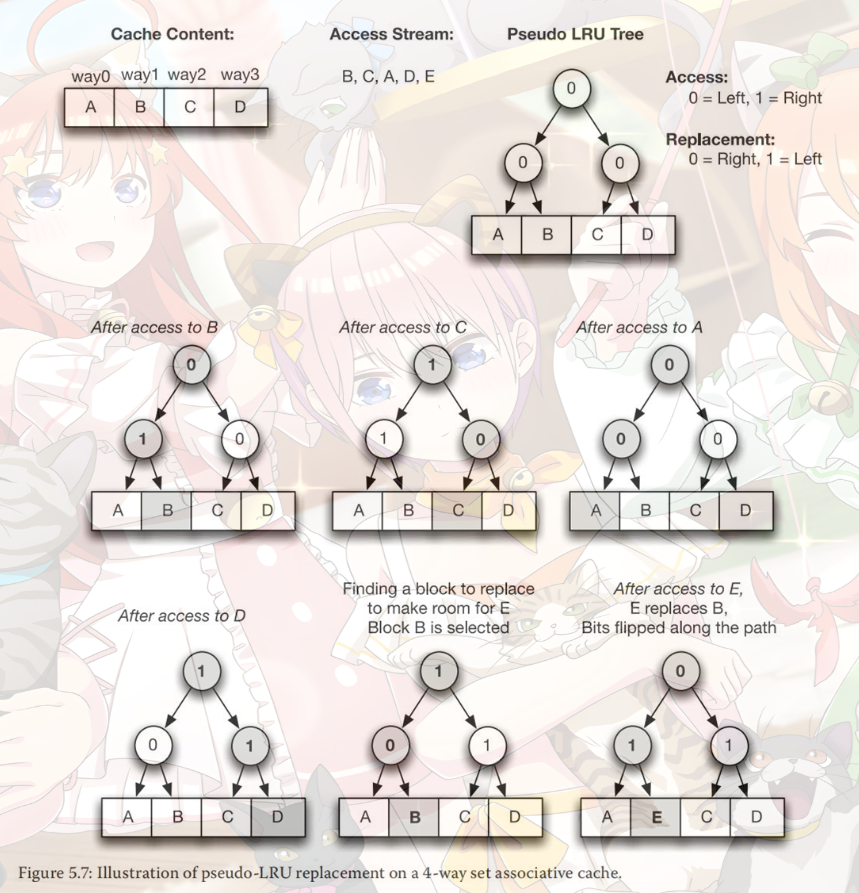 Cache Content:
way0 way1 way2 way3
A B C D
Access Stream:
B, C, A, D, E
Pseudo LRU Tree
0
0 0
A B C D
Access:
0 = Left, 1 = Right
Replacement:
0 = Right, 1 = Left
After access to B
0
1 0
A B C D
After access to C
1
1 0
A B C D
After access to A
0
0 0
A B C D
After access to D
1
0 1
A B C D
Finding a block to replace
to make room for E
Block B is selected
1
0 1
A B C D
After access to E,
E replaces B,
Bits flipped along the path
0
1 1
A E C D
Figure 5.7: Illustration of pseudo-LRU replacement on a 4-way set associative cache.